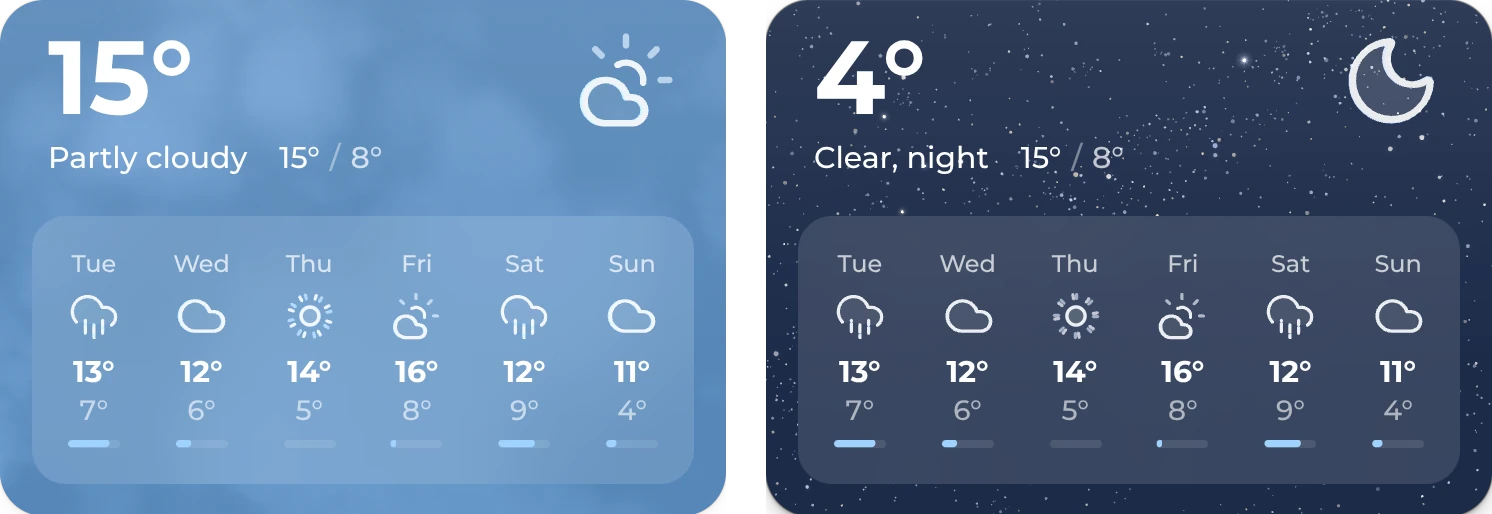 15°
Partly cloudy 15° / 8°
Tue Wed Thu Fri Sat Sun
13° 12° 14° 16° 12° 11°
7° 6° 5° 8° 9° 4°
4°
Clear, night 15° / 8°
Tue Wed Thu Fri Sat Sun
13° 12° 14° 16° 12° 11°
7° 6° 5° 8° 9° 4°